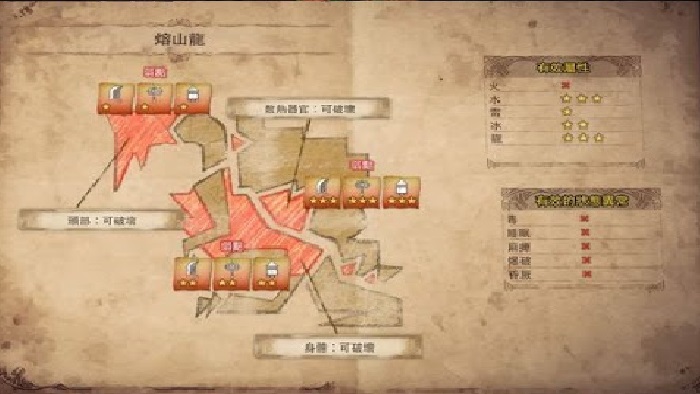 熔山龍
弱點
散熱器官：可破壞
弱點
頭部：可破壞
弱點
身體：可破壞
有效屬性
火
水
雷
冰
龍
有效的狀態異常
毒
睡眠
麻痺
爆破
昏厥